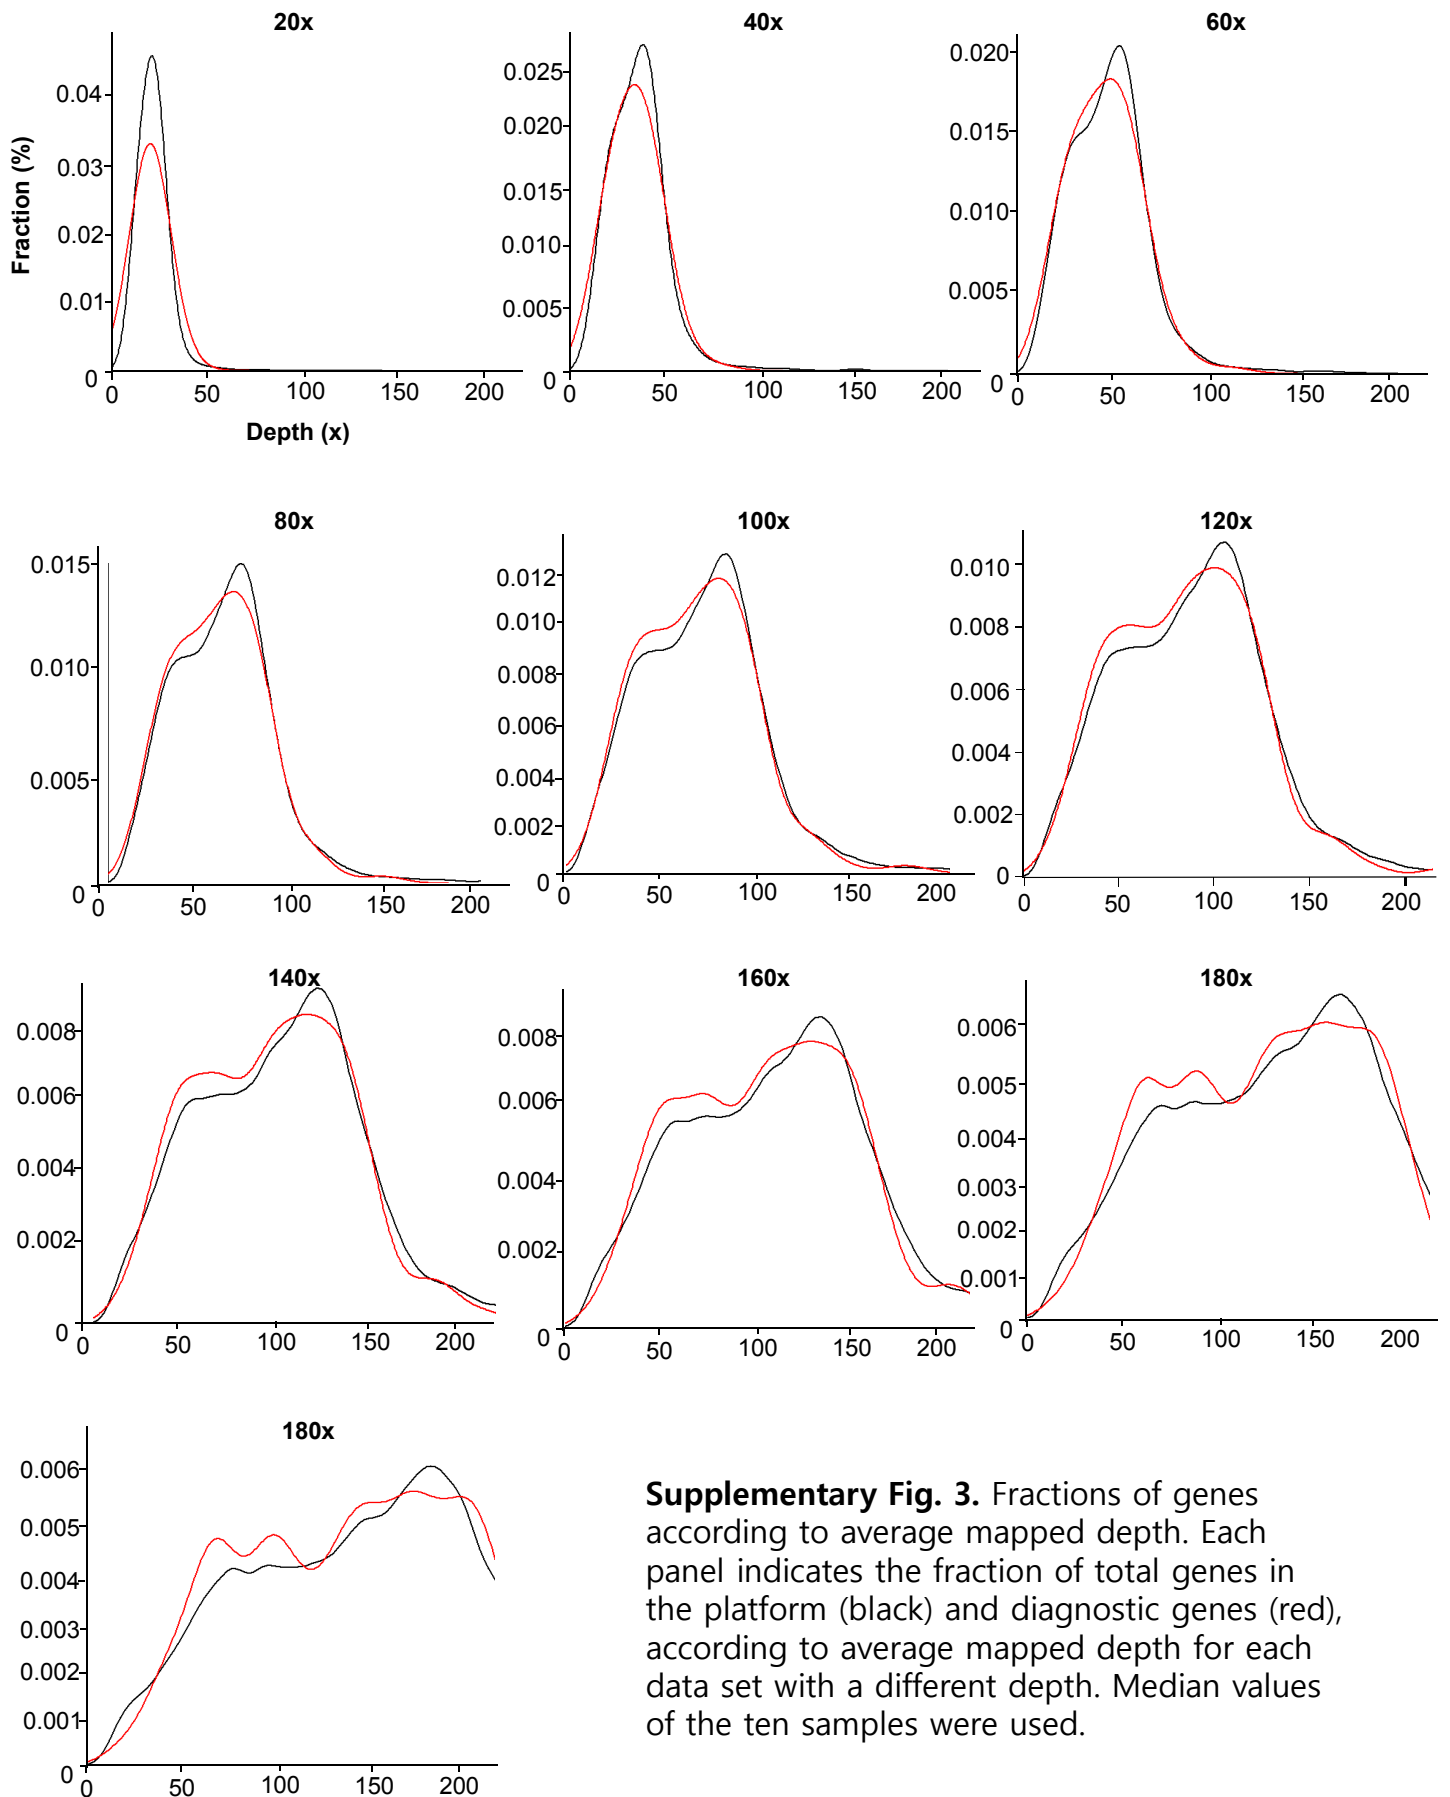 20x
40x
60x
0.04
0.03
0.02
0.01
0
Fraction (%)
0 50 100 150 200
Depth (x)
0.025
0.020
0.015
0.010
0.005
0
0 50 100 150 200
0.020
0.015
0.010
0.005
0
0 50 100 150 200
80x
100x
120x
0.015
0.010
0.005
0
0 50 100 150 200
0.012
0.010
0.008
0.006
0.004
0.002
0
0 50 100 150 200
0.010
0.008
0.006
0.004
0.002
0
0 50 100 150 200
140x
160x
180x
0.008
0.006
0.004
0.002
0
0 50 100 150 200
0.008
0.006
0.004
0.002
0
0 50 100 150 200
0.006
0.005
0.004
0.003
0.002
0.001
0
0 50 100 150 200
180x
0.006
0.005
0.004
0.003
0.002
0.001
0
0 50 100 150 200
Supplementary Fig. 3. Fractions of genes
according to average mapped depth. Each
panel indicates the fraction of total genes in
the platform (black) and diagnostic genes (red),
according to average mapped depth for each
data set with a different depth. Median values
of the ten samples were used.